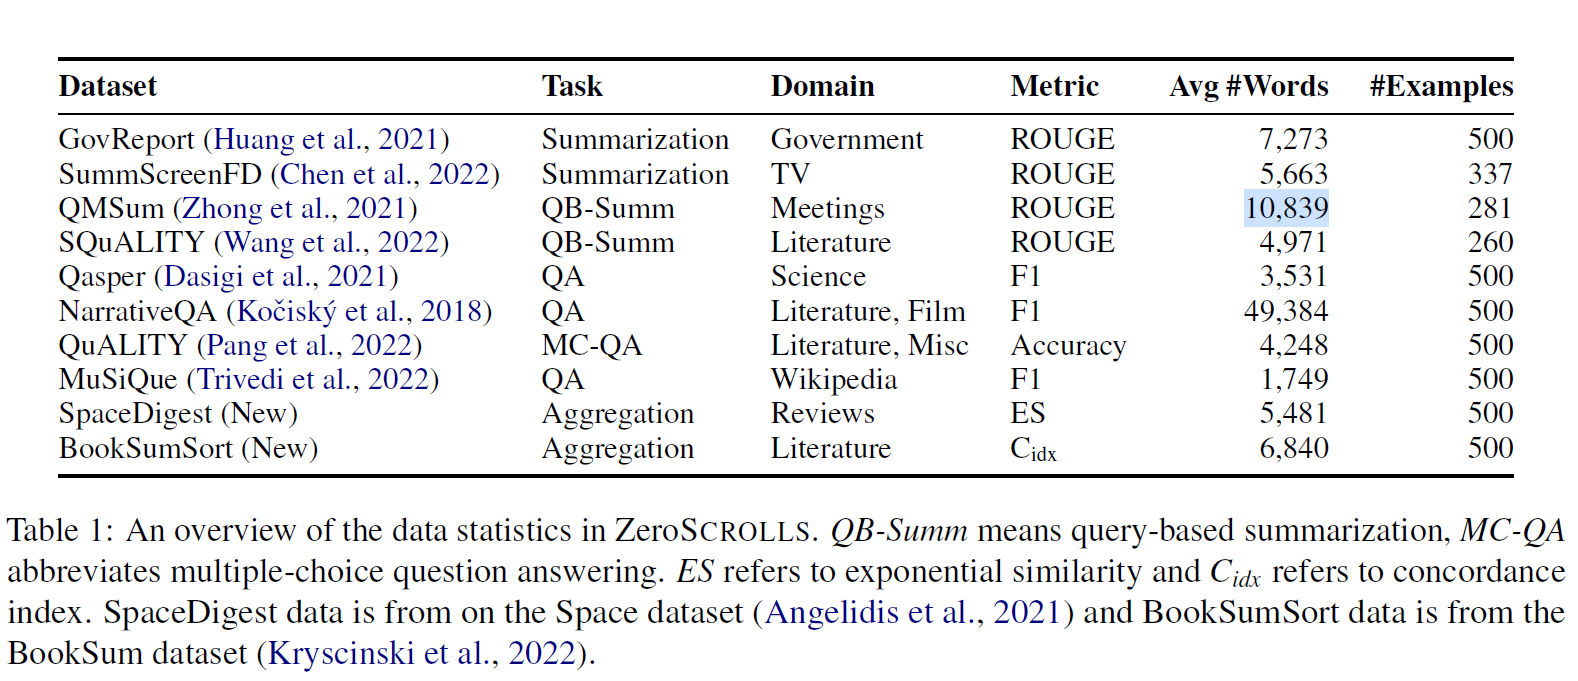 Dataset Task Domain Metric Avg #Words #Examples
GovReport (Huang et al., 2021) Summarization Government ROUGE 7,273 500
SummScreenFD (Chen et al., 2022) Summarization TV ROUGE 5,663 337
QMSum (Zhong et al., 2021) QB-Summ Meetings ROUGE 10,839 281
SQuALITY (Wang et al., 2022) QB-Summ Literature ROUGE 4,971 260
Qasper (Dasigi et al., 2021) QA Science F1 3,531 500
NarrativeQA (Kočiský et al., 2018) QA Literature, Film F1 49,384 500
QuALITY (Pang et al., 2022) MC-QA Literature, Misc Accuracy 4,248 500
MuSiQue (Trivedi et al., 2022) QA Wikipedia F1 1,749 500
SpaceDigest (New) Aggregation Reviews ES 5,481 500
BookSumSort (New) Aggregation Literature Cidx 6,840 500
Table 1: An overview of the data statistics in ZeroSCROLLS. QB-Summ means query-based summarization, MC-QA
abbreviates multiple-choice question answering. ES refers to exponential similarity and Cidx refers to concordance
index. SpaceDigest data is from on the Space dataset (Angelidis et al., 2021) and BookSumSort data is from the
BookSum dataset (Kryscinski et al., 2022).